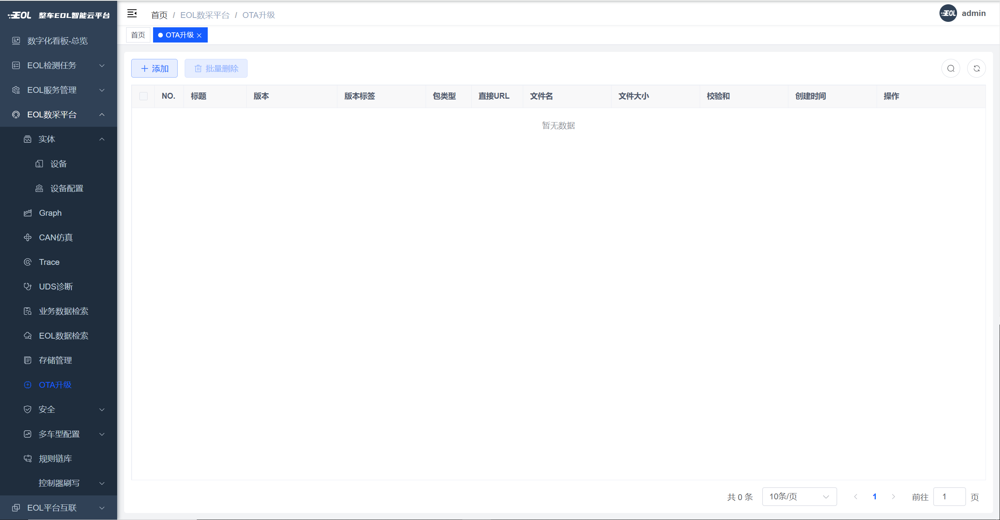 EOL 整车EOL智能云平台
数字化看板-总览
EOL检测任务
EOL服务管理
EOL数采平台
实体
设备
设备配置
Graph
CAN仿真
Trace
UDS诊断
业务数据检索
EOL数据检索
存储管理
OTA升级
安全
多车型配置
规则链库
控制器刷写
EOL平台互联
首页 / EOL数采平台 / OTA升级
EOL admin
首页 OTA升级
添加 批量删除
NO. 标题 版本 版本标签 包类型 直接URL 文件名 文件大小 校验和 创建时间 操作
暂无数据
共 0 条 10条/页 1 前往 1 页